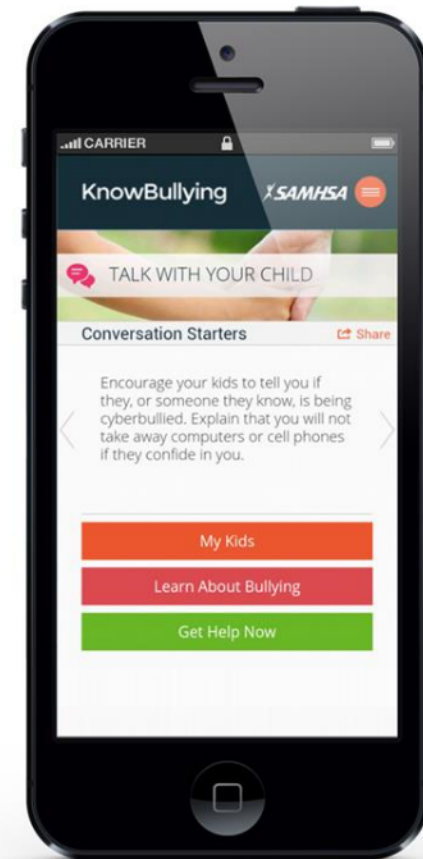 CARRIER
KnowBullying
SAMHSA
TALK WITH YOUR CHILD
Conversation Starters
Share
Encourage your kids to tell you if
they, or someone they know, is being
cyberbullied. Explain that you will not
take away computers or cell phones
if they confide in you.
My Kids
Learn About Bullying
Get Help Now